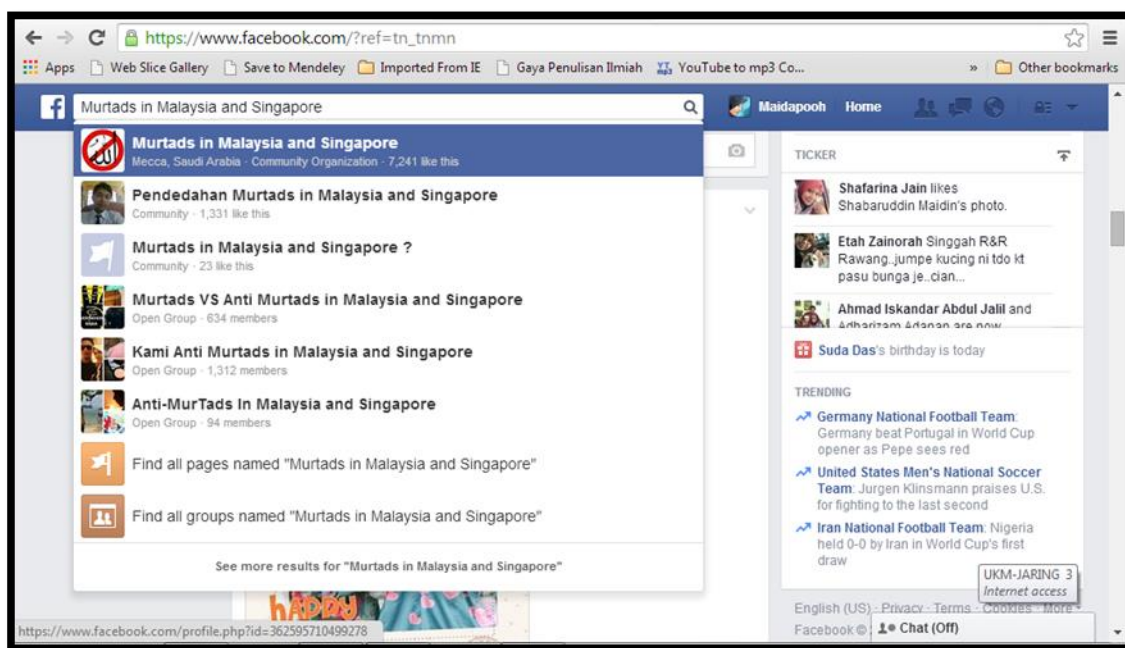 https://www.facebook.com/?ref=tn_tnmn
Apps Web Slice Gallery Save to Mendeley Imported From IE Gaya Penulisan Ilmiah YouTube to mp3 Co... » Other bookmarks
Murtads in Malaysia and Singapore
Maidapooh Home
Murtads in Malaysia and Singapore
Mecca, Saudi Arabia · Community Organization · 7,241 like this
Pendedahan Murtads in Malaysia and Singapore
Community · 1,331 like this
Murtads in Malaysia and Singapore ?
Community · 23 like this
Murtads VS Anti Murtads in Malaysia and Singapore
Open Group · 634 members
Kami Anti Murtads in Malaysia and Singapore
Open Group · 1,312 members
Anti-MurTads In Malaysia and Singapore
Open Group · 94 members
Find all pages named "Murtads in Malaysia and Singapore"
Find all groups named "Murtads in Malaysia and Singapore"
See more results for "Murtads in Malaysia and Singapore"
HAPPY
https://www.facebook.com/profile.php?id=362595710499278
TICKER
Shafarina Jain likes
Shabaruddin Maidin's photo.
Etah Zainorah Singgah R&R
Rawang..jumpe kucing ni tdo kt
pasu bunga je..cian...
Ahmad Iskandar Abdul Jalil and
Adharizam Adanan are now
Suda Das's birthday is today
TRENDING
Germany National Football Team:
Germany beat Portugal in World Cup
opener as Pepe sees red
United States Men's National Soccer
Team: Jurgen Klinsmann praises U.S.
for fighting to the last second
Iran National Football Team: Nigeria
held 0-0 by Iran in World Cup's first
draw
UKM-JARING 3
Internet access
English (US) · Privacy · Terms · Cookies · More
Facebook ©
Chat (Off)